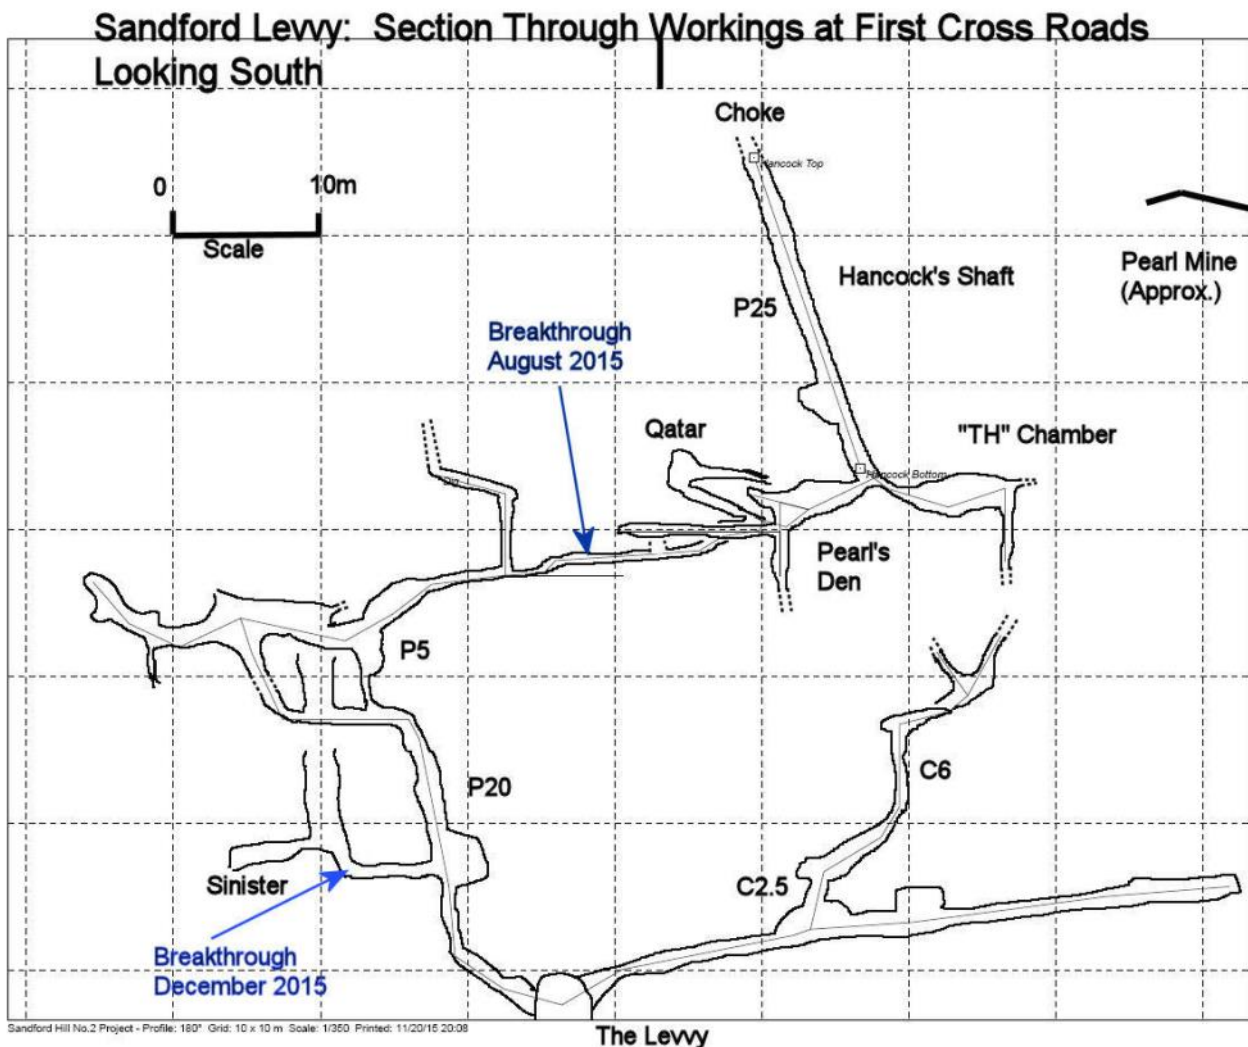 Sandford Levvy: Section Through Workings at First Cross Roads
Looking South
Choke
Hancock Top
0 10m
Scale
Hancock's Shaft
Pearl Mine
(Approx.)
P25
Breakthrough
August 2015
Qatar
"TH" Chamber
Hancock Bottom
Dig
Pearl's
Den
P5
C6
P20
Sinister
C2.5
Breakthrough
December 2015
Sandford Hill No.2 Project - Profile: 180° Grid: 10 x 10 m Scale: 1/350 Printed: 11/20/15 20:08
The Levvy